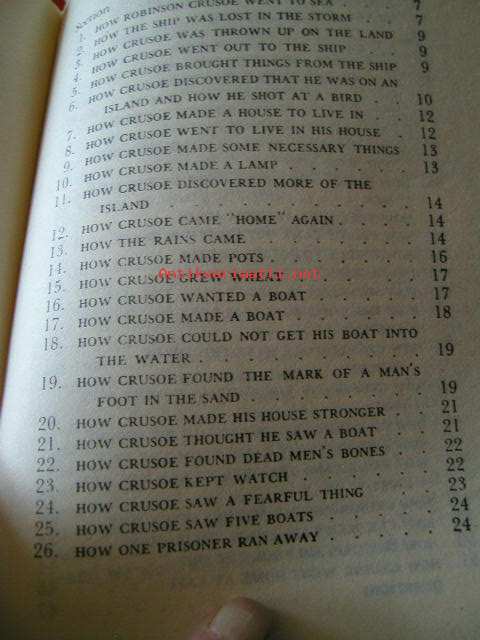 Section
1. HOW ROBINSON CRUSOE WENT TO SEA . 7
2. HOW THE SHIP WAS LOST IN THE STORM . 7
3. HOW CRUSOE WAS THROWN UP ON THE LAND 9
4. HOW CRUSOE WENT OUT TO THE SHIP . . 9
5. HOW CRUSOE BROUGHT THINGS FROM THE SHIP 9
6. HOW CRUSOE DISCOVERED THAT HE WAS ON AN
ISLAND AND HOW HE SHOT AT A BIRD . . 10
7. HOW CRUSOE MADE A HOUSE TO LIVE IN . . 12
8. HOW CRUSOE WENT TO LIVE IN HIS HOUSE . 12
9. HOW CRUSOE MADE SOME NECESSARY THINGS 13
10. HOW CRUSOE MADE A LAMP . . . . . 13
11. HOW CRUSOE DISCOVERED MORE OF THE
ISLAND . . . . . . . . 14
12. HOW CRUSOE CAME "HOME" AGAIN . . . . 14
13. HOW THE RAINS CAME . . . . . . 14
14. HOW CRUSOE MADE POTS . . . . . . 16
15. HOW CRUSOE GREW WHEAT . . . . . 17
16. HOW CRUSOE WANTED A BOAT . . . . 17
17. HOW CRUSOE MADE A BOAT . . . . . 18
18. HOW CRUSOE COULD NOT GET HIS BOAT INTO
THE WATER . . . . . . . 19
19. HOW CRUSOE FOUND THE MARK OF A MAN'S
FOOT IN THE SAND . . . . . . 19
20. HOW CRUSOE MADE HIS HOUSE STRONGER . . 21
21. HOW CRUSOE THOUGHT HE SAW A BOAT . . 21
22. HOW CRUSOE FOUND DEAD MEN'S BONES . . 22
23. HOW CRUSOE KEPT WATCH . . . . . 22
24. HOW CRUSOE SAW A FEARFUL THING . . . 23
25. HOW CRUSOE SAW FIVE BOATS . . . . . 24
26. HOW ONE PRISONER RAN AWAY . . . . . 24